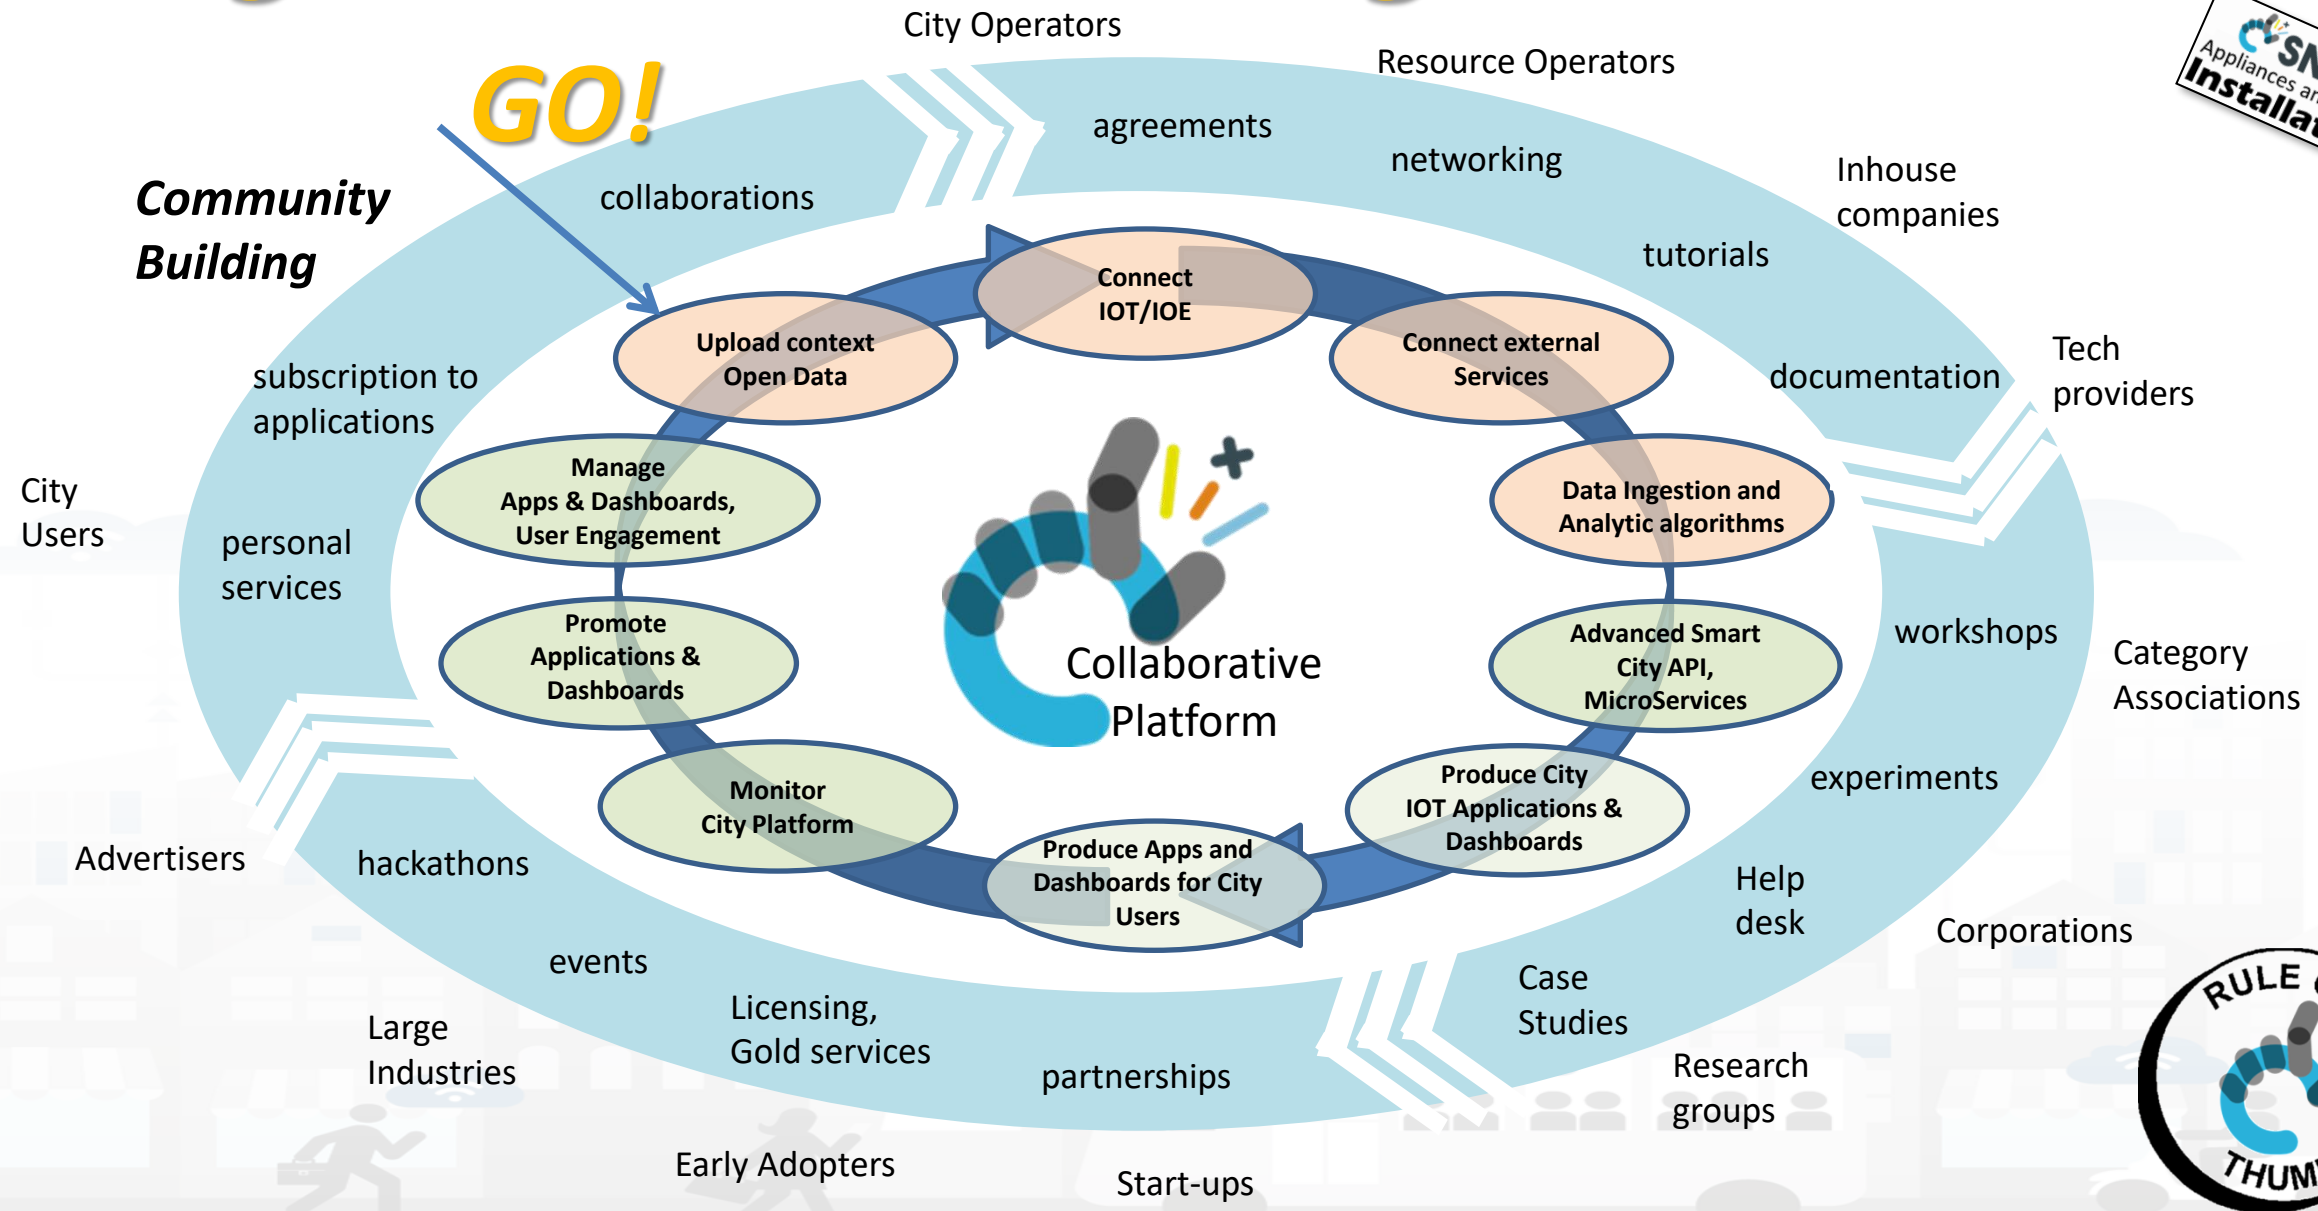 City Operators
Resource Operators
GO!
agreements
networking
Inhouse
companies
Community
Building
collaborations
tutorials
Connect
IOT/IOE
Upload context
Open Data
Connect external
Services
Tech
providers
subscription to
applications
documentation
Manage
Apps & Dashboards,
User Engagement
Data Ingestion and
Analytic algorithms
City
Users
personal
services
Promote
Applications &
Dashboards
Collaborative
Platform
Advanced Smart
City API,
MicroServices
workshops
Category
Associations
Monitor
City Platform
Produce City
IOT Applications &
Dashboards
experiments
Produce Apps and
Dashboards for City
Users
Advertisers
hackathons
Help
desk
Corporations
events
Case
Studies
Licensing,
Gold services
Large
Industries
partnerships
Research
groups
Early Adopters
Start-ups
Appliances
RULE